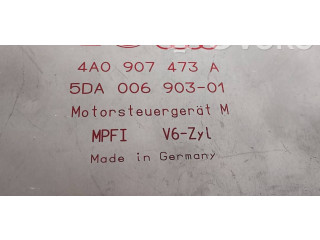 4A0 907 473 A
5DA 006 903-01
Motorsteuergerät M
MPFI V6-Zyl
Made in Germany